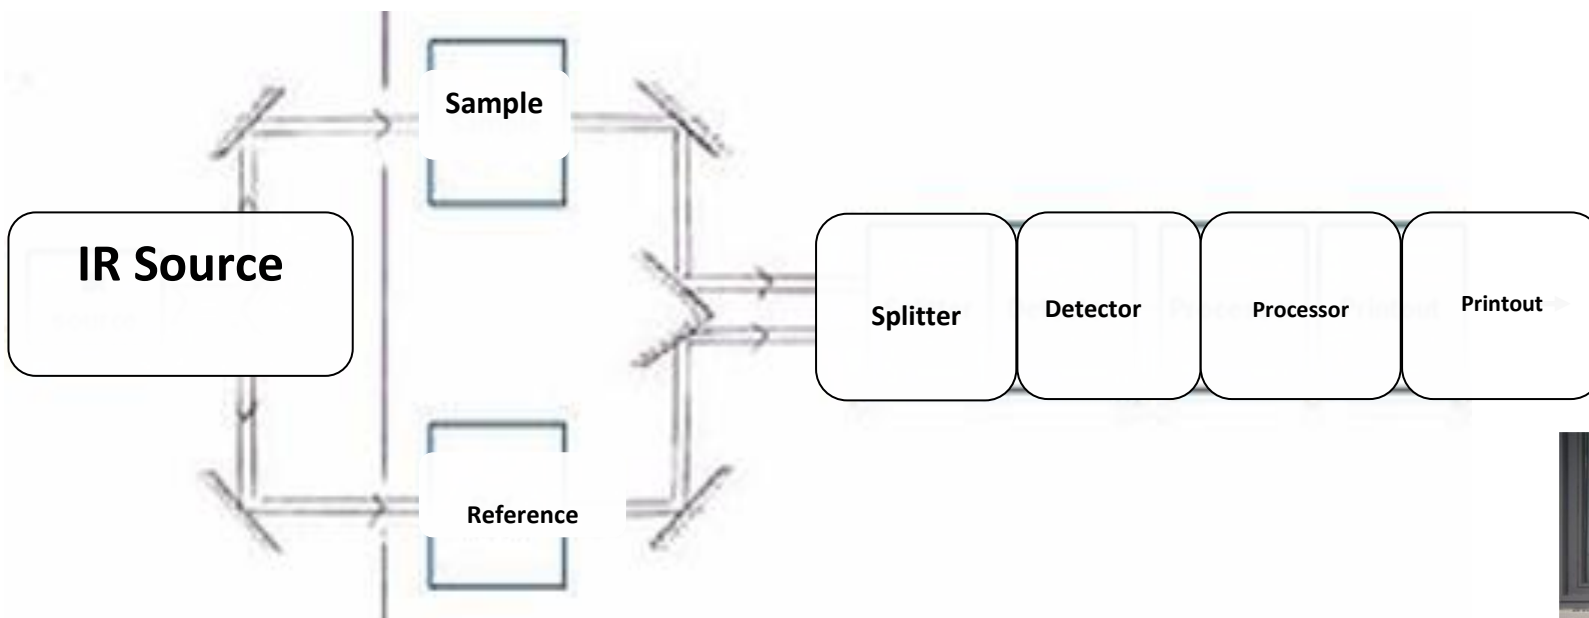 Sample
IR Source
Splitter
Detector
Processor
Printout
Reference